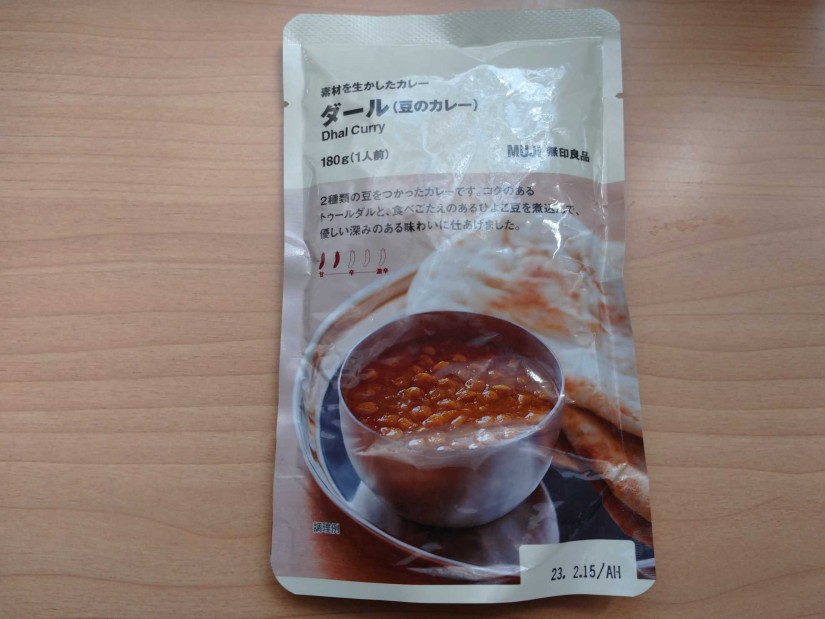 素材を生かしたカレー
ダール(豆のカレー)
Dhal Curry
180g(1人前)
MUJI 無印良品
2種類の豆をつかったカレーです。コクのある
トゥールダルと、食べごたえのあるひよこ豆を煮込んで、
優しい深みのある味わいに仕あげました。
甘 辛 激辛
調理例
23. 2.15/AH